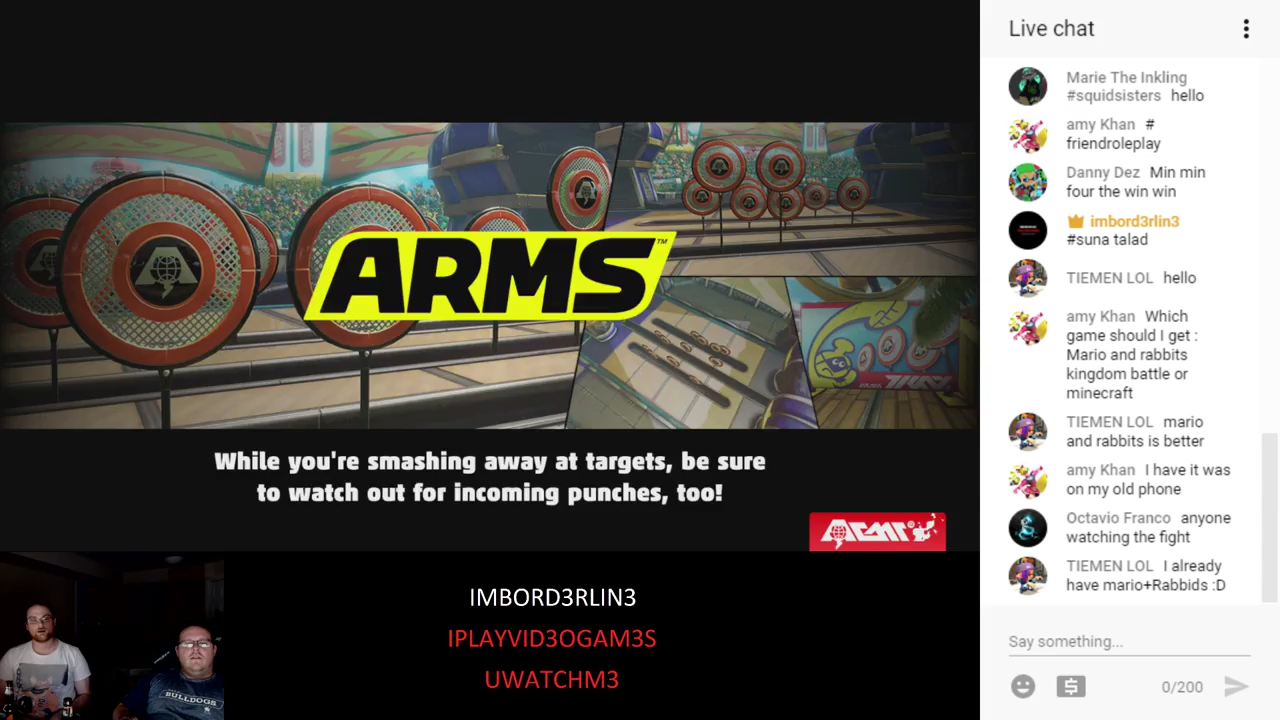 ARMS™
While you're smashing away at targets, be sure
to watch out for incoming punches, too!
IMBORD3RLIN3
IPLAYVID3OGAM3S
UWATCHM3
BULLDOGS
Live chat
Marie The Inkling
#squidsisters hello
amy Khan #
friendroleplay
Danny Dez Min min
four the win win
imbord3rlin3
#suna talad
TIEMEN LOL hello
amy Khan Which
game should I get :
Mario and rabbits
kingdom battle or
minecraft
TIEMEN LOL mario
and rabbits is better
amy Khan I have it was
on my old phone
Octavio Franco anyone
watching the fight
TIEMEN LOL I already
have mario+Rabbids :D
Say something...
0/200